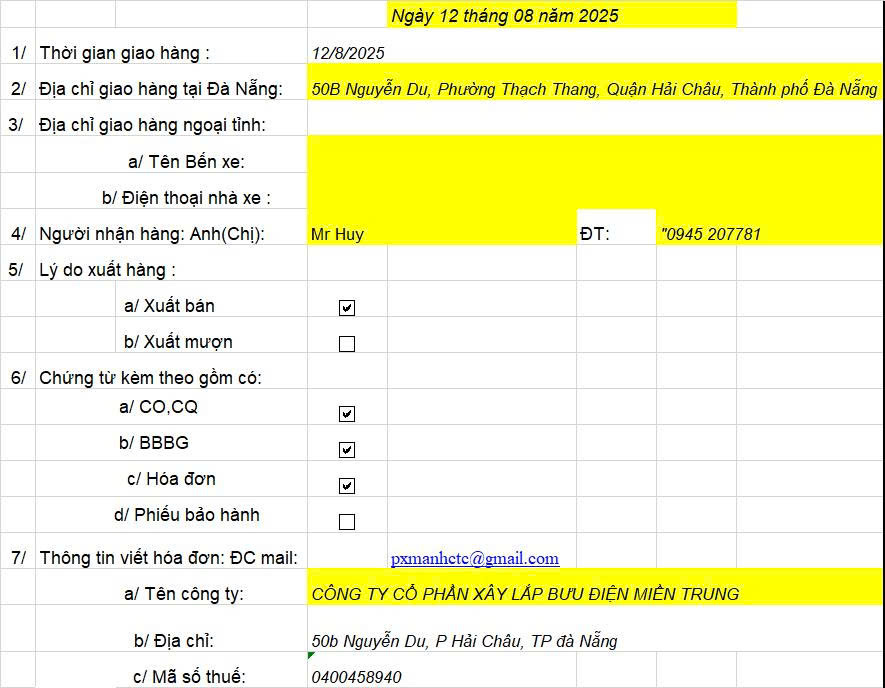 Ngày 12 tháng 08 năm 2025
1/ Thời gian giao hàng : 12/8/2025
2/ Địa chỉ giao hàng tại Đà Nẵng: 50B Nguyễn Du, Phường Thạch Thang, Quận Hải Châu, Thành phố Đà Nẵng
3/ Địa chỉ giao hàng ngoại tỉnh:
a/ Tên Bến xe:
b/ Điện thoại nhà xe :
4/ Người nhận hàng: Anh(Chị): Mr Huy ĐT: "0945 207781
5/ Lý do xuất hàng :
a/ Xuất bán
b/ Xuất mượn
6/ Chứng từ kèm theo gồm có:
a/ CO,CQ
b/ BBBG
c/ Hóa đơn
d/ Phiếu bảo hành
7/ Thông tin viết hóa đơn: ĐC mail: pxmanhctc@gmail.com
a/ Tên công ty: CÔNG TY CỔ PHẦN XÂY LẮP BƯU ĐIỆN MIỀN TRUNG
b/ Địa chỉ: 50b Nguyễn Du, P Hải Châu, TP đà Nẵng
c/ Mã số thuế: 0400458940